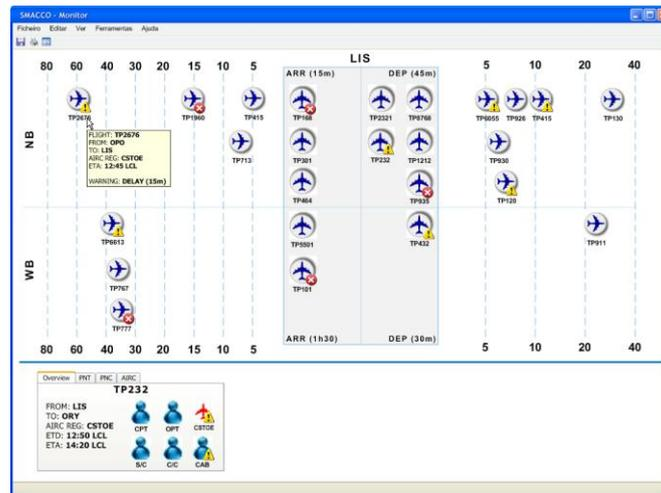 SMACCO - Monitor
Ficheiro Editar Ver Ferramentas Ajuda
LIS
80 60 40 30 20 15 10 5
ARR (15m) DEP (45m)
5 10 20 40
NB
TP2676 TP1960 TP415 TP168 TP2321 TP8768 TP6055 TP926 TP415 TP130
FLIGHT: TP2676
FROM: OPO
TO: LIS
AIRC REG: CSTOE
ETA: 12:45 LCL
WARNING: DELAY (15m)
TP713 TP301 TP232 TP1212 TP930
TP464 TP935 TP120
WB
TP6613 TP5501 TP432 TP911
TP767 TP101
TP777
ARR (1h30) DEP (30m)
80 60 40 30 20 15 10 5
5 10 20 40
Overview PNT PNC AIRC
TP232
FROM: LIS
TO: ORY
AIRC REG: CSTOE
ETD: 12:50 LCL
ETA: 14:20 LCL
CPT OPT CSTOE
S/C C/C CAB